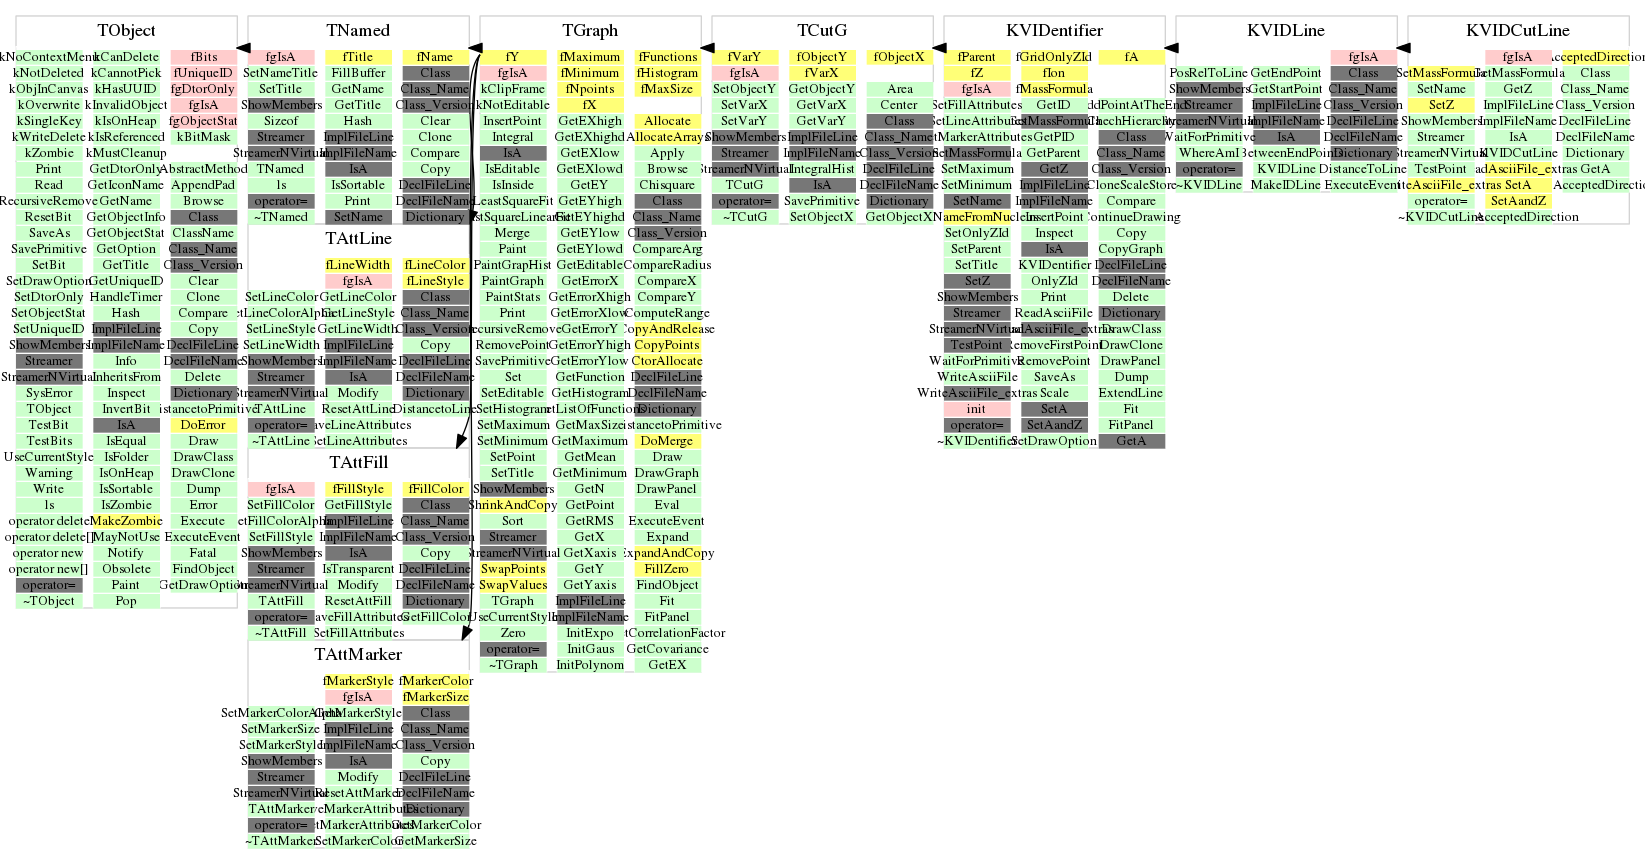 TObject
kNoContextMenu kCanDelete fBits
kNotDeleted kCannotPick fUniqueID
kObjInCanvas kHasUUID fgDtorOnly
kOverwrite kInvalidObject fgIsA
kSingleKey kIsOnHeap fgObjectStat
kWriteDelete kIsReferenced kBitMask
kZombie kMustCleanup
Print GetDtorOnly AbstractMethod
Read GetIconName AppendPad
RecursiveRemove GetName Browse
ResetBit GetObjectInfo Class
SaveAs GetObjectStat ClassName
SavePrimitive GetOption Class_Name
SetBit GetTitle Class_Version
SetDrawOption GetUniqueID Clear
SetDtorOnly HandleTimer Clone
SetObjectStat Hash Compare
SetUniqueID ImplFileLine Copy
ShowMembers ImplFileName DeclFileLine
Streamer Info DeclFileName
StreamerNVirtual InheritsFrom Delete
SysError Inspect Dictionary
TObject InvertBit istancetoPrimitive
TestBit IsA DoError
TestBits IsEqual Draw
UseCurrentStyle IsFolder DrawClass
Warning IsOnHeap DrawClone
Write IsSortable Dump
ls IsZombie Error
operator delete MakeZombie Execute
operator delete[] MayNotUse ExecuteEvent
operator new Notify Fatal
operator new[] Obsolete FindObject
operator= Paint GetDrawOption
~TObject Pop
TNamed
fgIsA fTitle fName
SetNameTitle FillBuffer Class
SetTitle GetName Class_Name
ShowMembers GetTitle Class_Version
Sizeof Hash Clear
Streamer ImplFileLine Clone
StreamerNVirtual ImplFileName Compare
TNamed IsA Copy
ls IsSortable DeclFileLine
operator= Print DeclFileName
~TNamed SetName Dictionary
TAttLine
fLineWidth fLineColor
fgIsA fLineStyle
SetLineColor GetLineColor Class
etLineColorAlpha GetLineStyle Class_Name
SetLineStyle GetLineWidth Class_Version
SetLineWidth ImplFileLine Copy
ShowMembers ImplFileName DeclFileLine
Streamer IsA DeclFileName
StreamerNVirtual Modify Dictionary
TAttLine ResetAttLine DistancetoLine
operator= aveLineAttributes
~TAttLine SetLineAttributes
TAttFill
fgIsA fFillStyle fFillColor
SetFillColor GetFillStyle Class
etFillColorAlpha ImplFileLine Class_Name
SetFillStyle ImplFileName Class_Version
ShowMembers IsA Copy
Streamer IsTransparent DeclFileLine
StreamerNVirtual Modify DeclFileName
TAttFill ResetAttFill Dictionary
operator= aveFillAttributes GetFillColor
~TAttFill SetFillAttributes
TAttMarker
fMarkerStyle fMarkerColor
fgIsA fMarkerSize
SetMarkerColorAlpha GetMarkerStyle Class
SetMarkerSize ImplFileLine Class_Name
SetMarkerStyle ImplFileName Class_Version
ShowMembers IsA Copy
Streamer Modify DeclFileLine
StreamerNVirtual ResetAttMarker DeclFileName
TAttMarker veMarkerAttributes Dictionary
operator= etMarkerAttributes GetMarkerColor
~TAttMarker SetMarkerColor GetMarkerSize
TGraph
fY fMaximum fFunctions
fgIsA fMinimum fHistogram
kClipFrame fNpoints fMaxSize
kNotEditable fX
InsertPoint GetEXhigh Allocate
Integral GetEXhighd AllocateArrays
IsA GetEXlow Apply
IsEditable GetEXlowd Browse
IsInside GetEY Chisquare
LeastSquareFit GetEYhigh Class
stSquareLinearFit GetEYhighd Class_Name
Merge GetEYlow Class_Version
Paint GetEYlowd CompareArg
PaintGrapHist GetEditable CompareRadius
PaintGraph GetErrorX CompareX
PaintStats GetErrorXhigh CompareY
Print GetErrorXlow ComputeRange
ecursiveRemove GetErrorY CopyAndRelease
RemovePoint GetErrorYhigh CopyPoints
SavePrimitive GetErrorYlow CtorAllocate
Set GetFunction DeclFileLine
SetEditable GetHistogram DeclFileName
SetHistogram etListOfFunctions Dictionary
SetMaximum GetMaxSize istancetoPrimitive
SetMinimum GetMaximum DoMerge
SetPoint GetMean Draw
SetTitle GetMinimum DrawGraph
ShowMembers GetN DrawPanel
ShrinkAndCopy GetPoint Eval
Sort GetRMS ExecuteEvent
Streamer GetX Expand
StreamerNVirtual GetXaxis ExpandAndCopy
SwapPoints GetY FillZero
SwapValues GetYaxis FindObject
TGraph ImplFileLine Fit
UseCurrentStyle ImplFileName FitPanel
Zero InitExpo tCorrelationFactor
operator= InitGaus GetCovariance
~TGraph InitPolynom GetEX
TCutG
fVarY fObjectY fObjectX
fgIsA fVarX
SetObjectY GetObjectY Area
SetVarX GetVarX Center
SetVarY GetVarY Class
ShowMembers ImplFileLine Class_Name
Streamer ImplFileName Class_Version
StreamerNVirtual IntegralHist DeclFileLine
TCutG IsA DeclFileName
operator= SavePrimitive Dictionary
~TCutG SetObjectX GetObjectX
KVIDentifier
fParent fGridOnlyZId fA
fZ fIon
fgIsA fMassFormula
SetFillAttributes GetID ddPointAtTheEnd
SetLineAttributes GetMassFormula CheckHierarchy
MarkerAttributes GetPID Class
SetMassFormula GetParent Class_Name
SetMaximum GetZ Class_Version
SetMinimum ImplFileLine CloneScaleStore
SetName ImplFileName Compare
NameFromNucleus InsertPoint ContinueDrawing
SetOnlyZId Inspect Copy
SetParent IsA CopyGraph
SetTitle KVIDentifier DeclFileLine
SetZ OnlyZId DeclFileName
ShowMembers Print Delete
Streamer ReadAsciiFile Dictionary
StreamerNVirtual adAsciiFile_extras DrawClass
TestPoint RemoveFirstPoint DrawClone
WaitForPrimitive RemovePoint DrawPanel
WriteAsciiFile SaveAs Dump
WriteAsciiFile_extras Scale ExtendLine
init SetA Fit
operator= SetAandZ FitPanel
~KVIDentifier SetDrawOption GetA
KVIDLine
fgIsA
PosRelToLine GetEndPoint Class
ShowMembers GetStartPoint Class_Name
Streamer ImplFileLine Class_Version
StreamerNVirtual ImplFileName DeclFileLine
WaitForPrimitive IsA DeclFileName
WhereAmI BetweenEndPoints Dictionary
operator= KVIDLine DistanceToLine
~KVIDLine MakeIDLine ExecuteEvent
KVIDCutLine
fgIsA AcceptedDirection
SetMassFormula GetMassFormula Class
SetName GetZ Class_Name
SetZ ImplFileLine Class_Version
ShowMembers ImplFileName DeclFileLine
Streamer IsA DeclFileName
StreamerNVirtual KVIDCutLine Dictionary
TestPoint adAsciiFile_extras GetA
iteAsciiFile_extras SetA AcceptedDirection
operator= SetAandZ
~KVIDCutLine AcceptedDirection